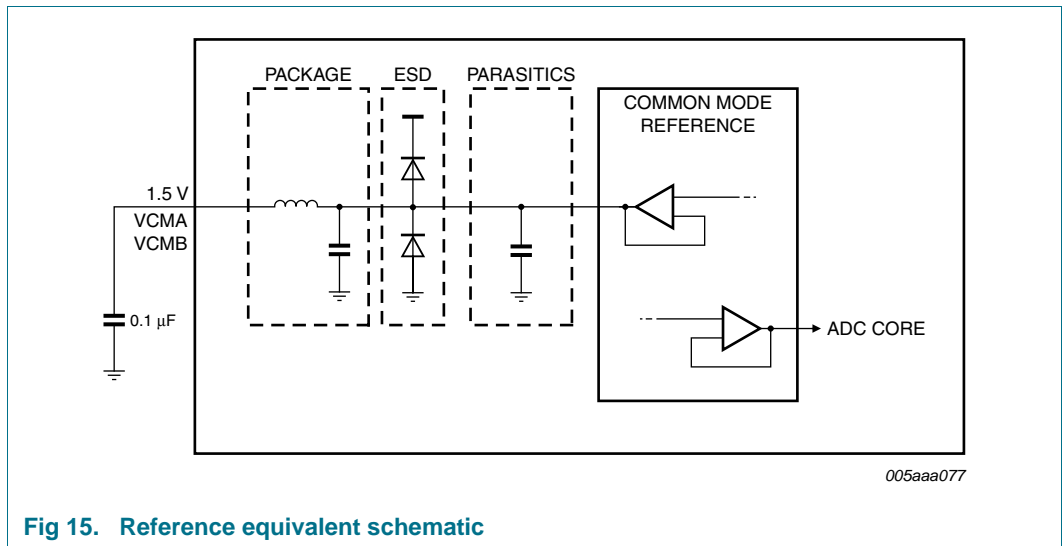 PACKAGE
ESD
PARASITICS
COMMON MODE
REFERENCE
1.5 V
VCMA
VCMB
0.1 μF
ADC CORE
005aaa077
Fig 15. Reference equivalent schematic